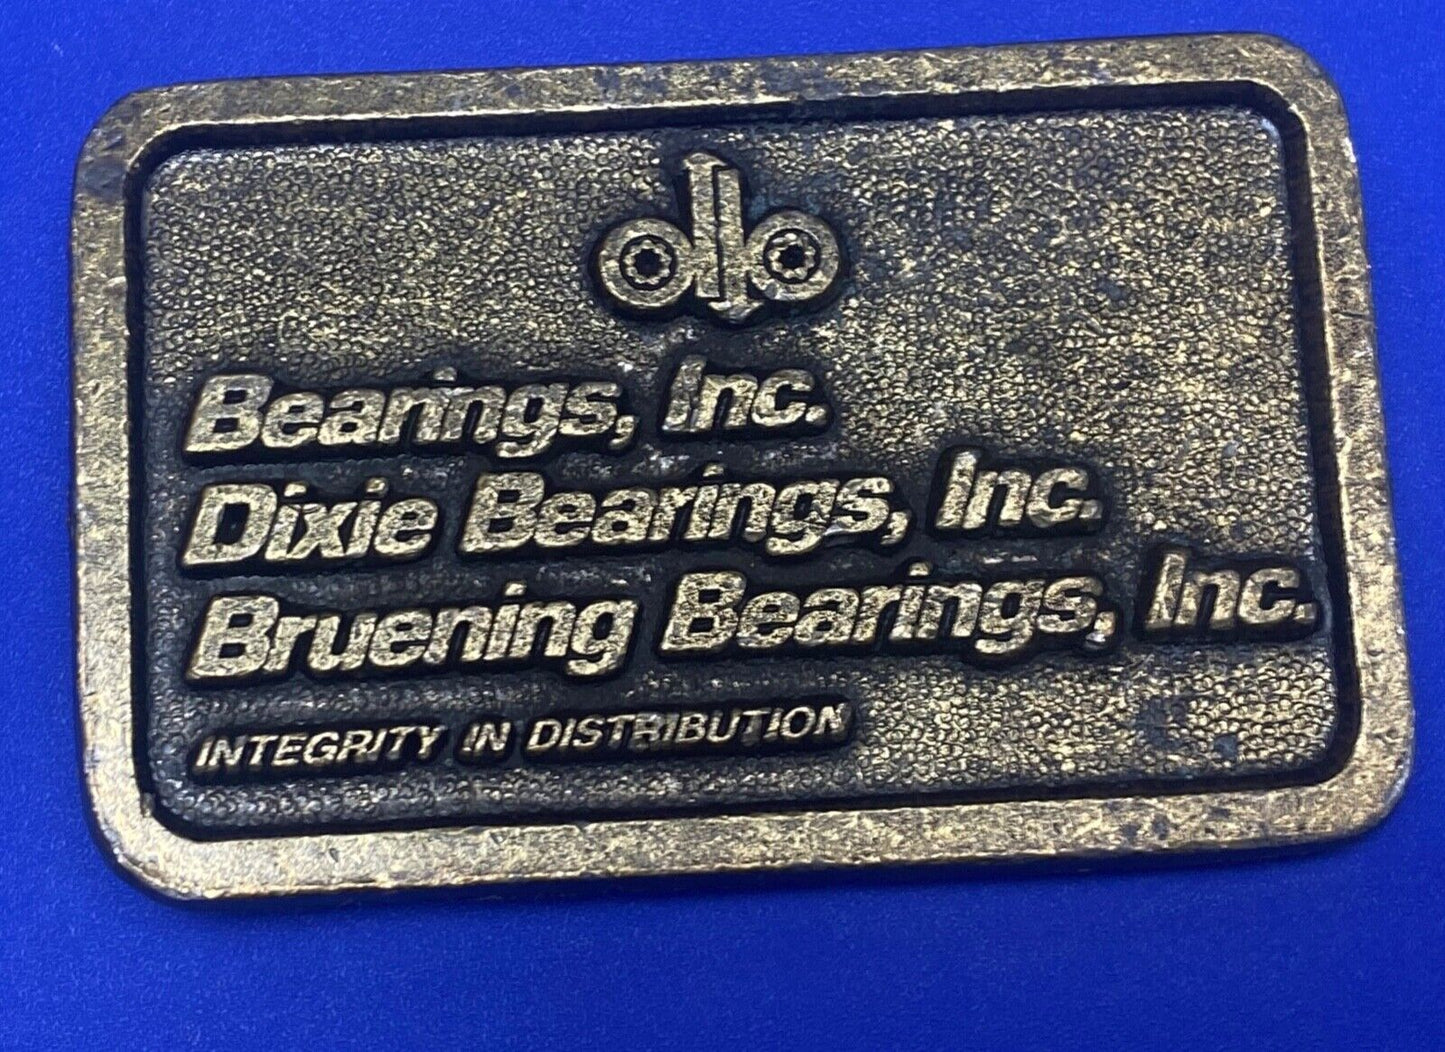 Bearings, Inc.
Dixie Bearings, Inc.
Bruening Bearings, Inc.
INTEGRITY IN DISTRIBUTION